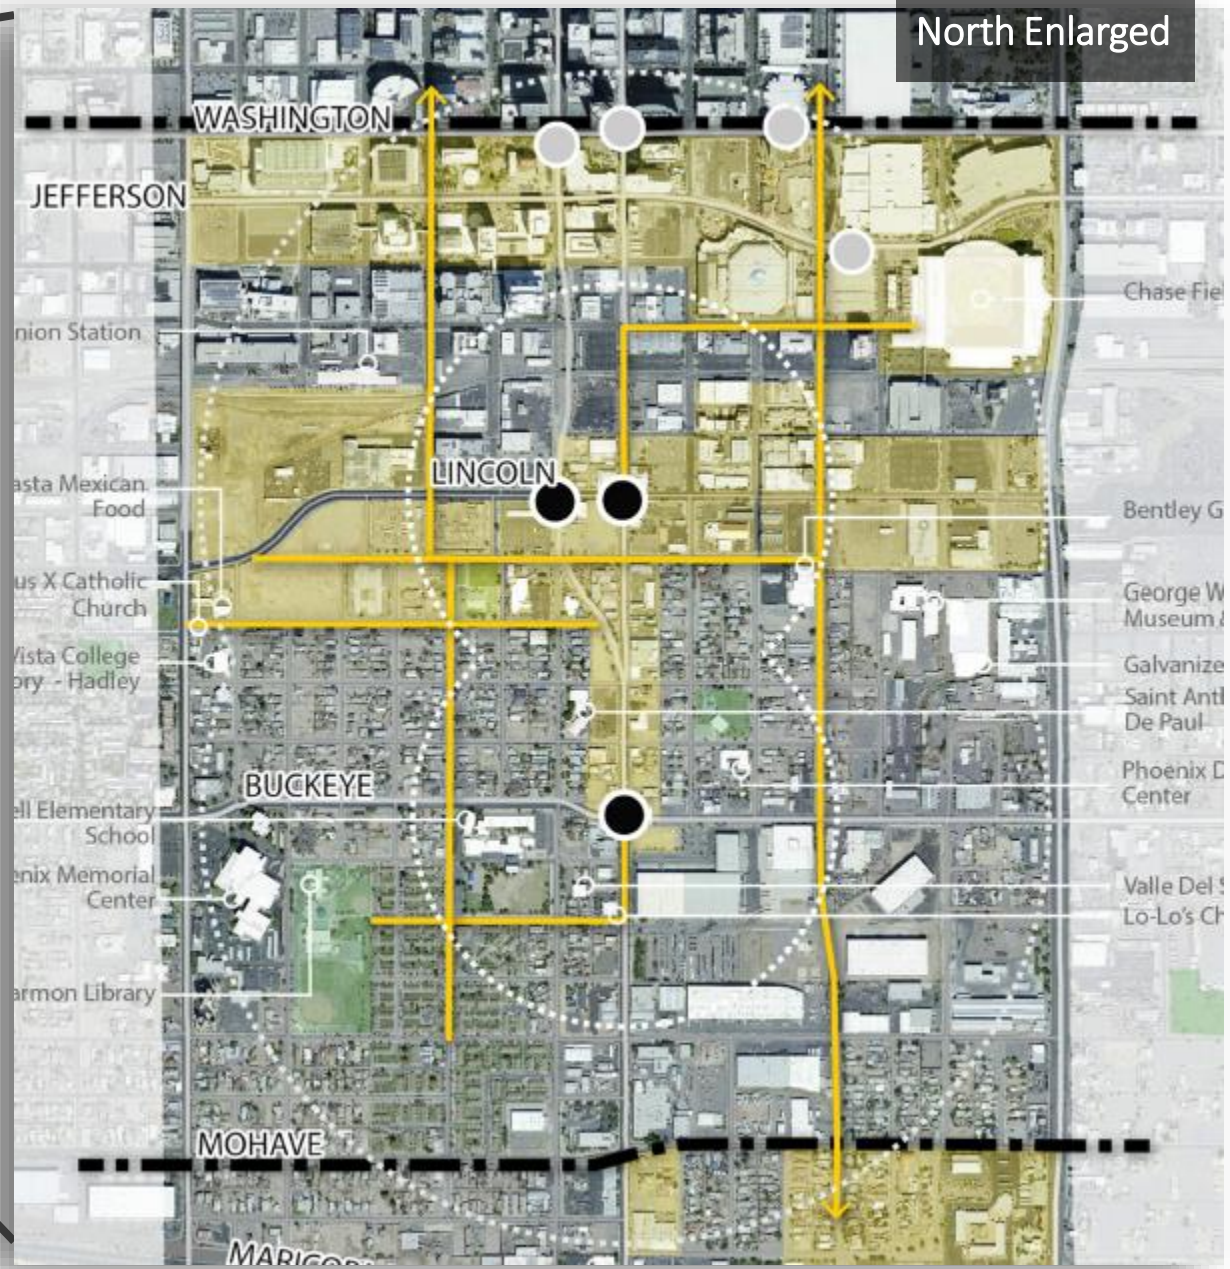 North Enlarged
WASHINGTON
JEFFERSON
Chase Fie
nion Station
LINCOLN
asta Mexican
Food
Bentley G
us X Catholic
Church
George W
Museum &
Vista College
ory - Hadley
Galvanize
Saint Ant
De Paul
BUCKEYE
Phoenix D
Center
ell Elementary
School
enix Memorial
Center
Valle Del S
Lo-Lo's Ch
armon Library
MOHAVE
MARICOP